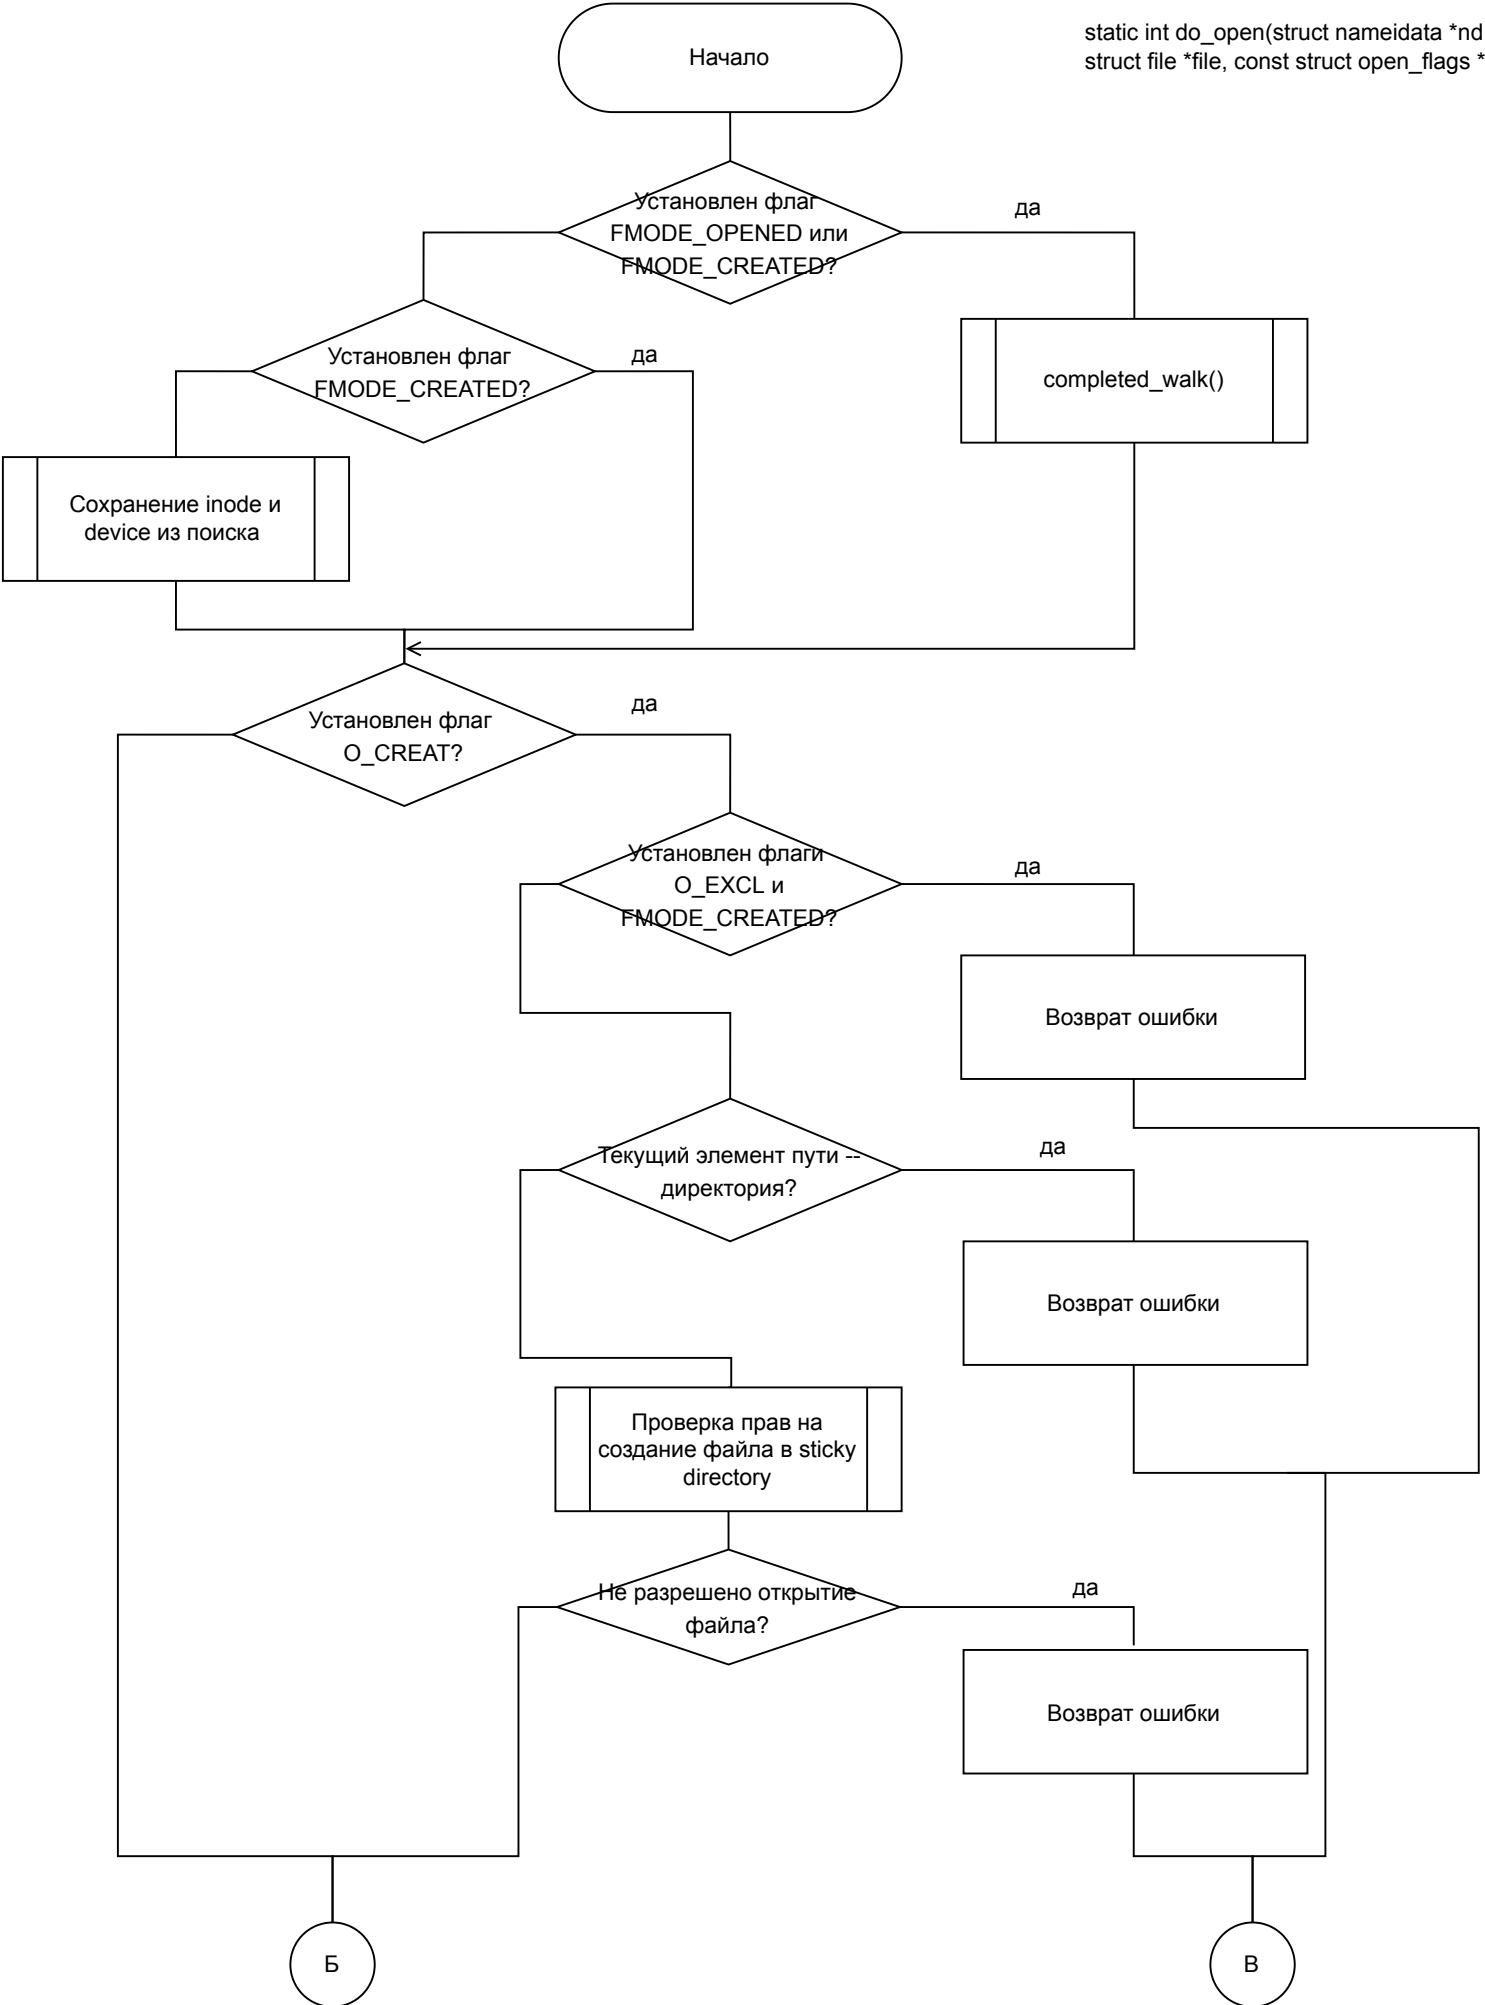 static int do_open(struct nameidata *nd
struct file *file, const struct open_flags *
Начало
Установлен флаг
FMODE_OPENED или
FMODE_CREATED?
да
Установлен флаг
FMODE_CREATED?
да
completed_walk()
Сохранение inode и
device из поиска
Установлен флаг
O_CREAT?
да
Установлен флаги
O_EXCL и
FMODE_CREATED?
да
Возврат ошибки
Текущий элемент пути --
директория?
да
Возврат ошибки
Проверка прав на
создание файла в sticky
directory
Не разрешено открытие
файла?
да
Возврат ошибки
Б
В